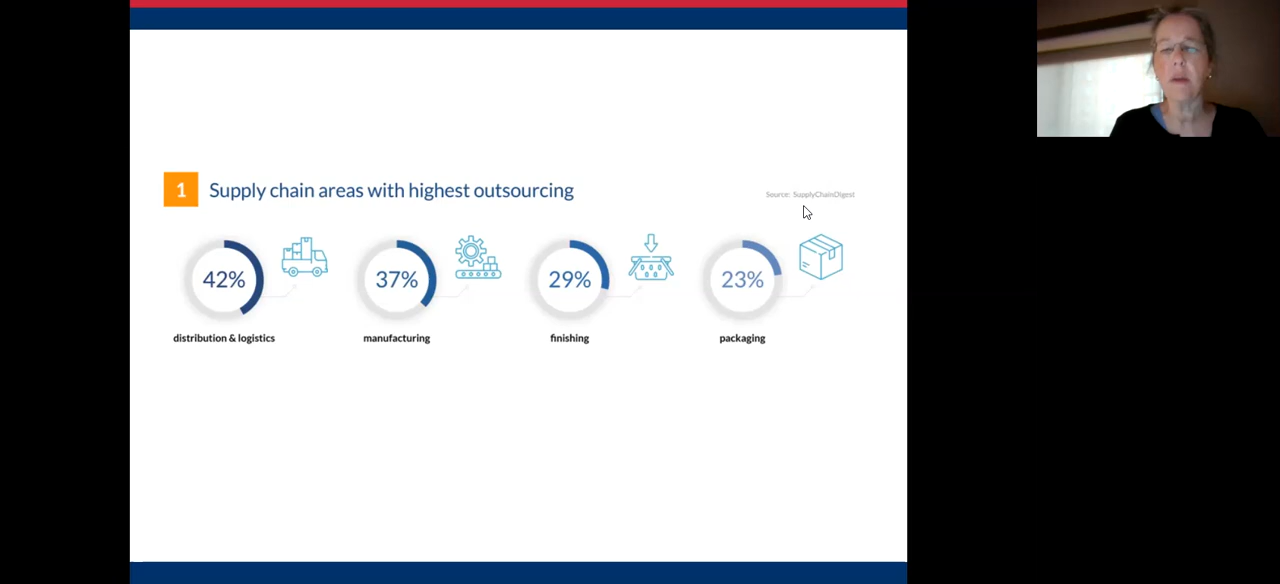 1 Supply chain areas with highest outsourcing
Source: SupplyChainDigest
42% 37% 29% 23%
distribution & logistics manufacturing finishing packaging